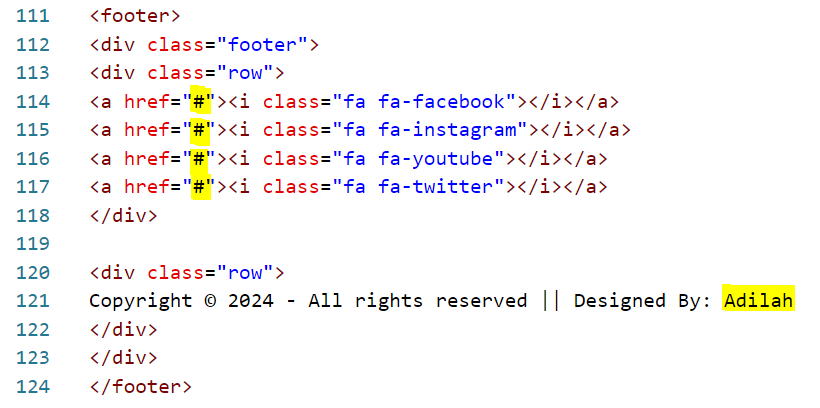 111 <footer>
112 <div class="footer">
113 <div class="row">
114 <a href="#"><i class="fa fa-facebook"></i></a>
115 <a href="#"><i class="fa fa-instagram"></i></a>
116 <a href="#"><i class="fa fa-youtube"></i></a>
117 <a href="#"><i class="fa fa-twitter"></i></a>
118 </div>
119
120 <div class="row">
121 Copyright © 2024 - All rights reserved || Designed By: Adilah
122 </div>
123 </div>
124 </footer>